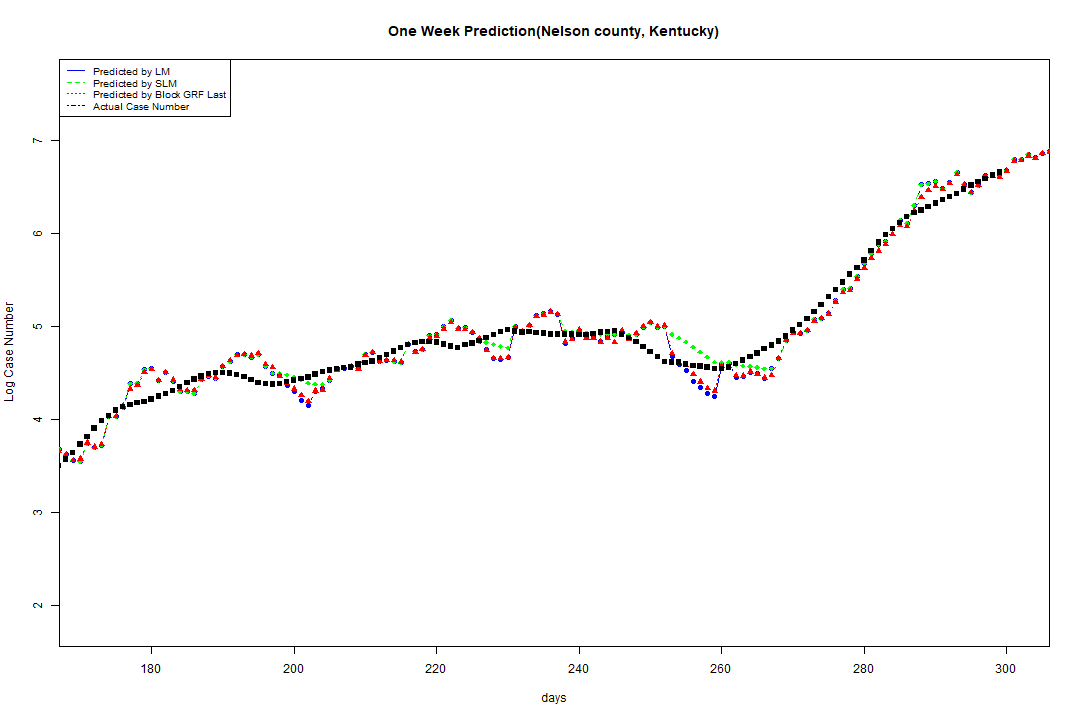 One Week Prediction(Nelson county, Kentucky)
Predicted by LM
Predicted by SLM
Predicted by Block GRF Last
Actual Case Number
7
6
5
4
3
2
Log Case Number
180 200 220 240 260 280 300
days